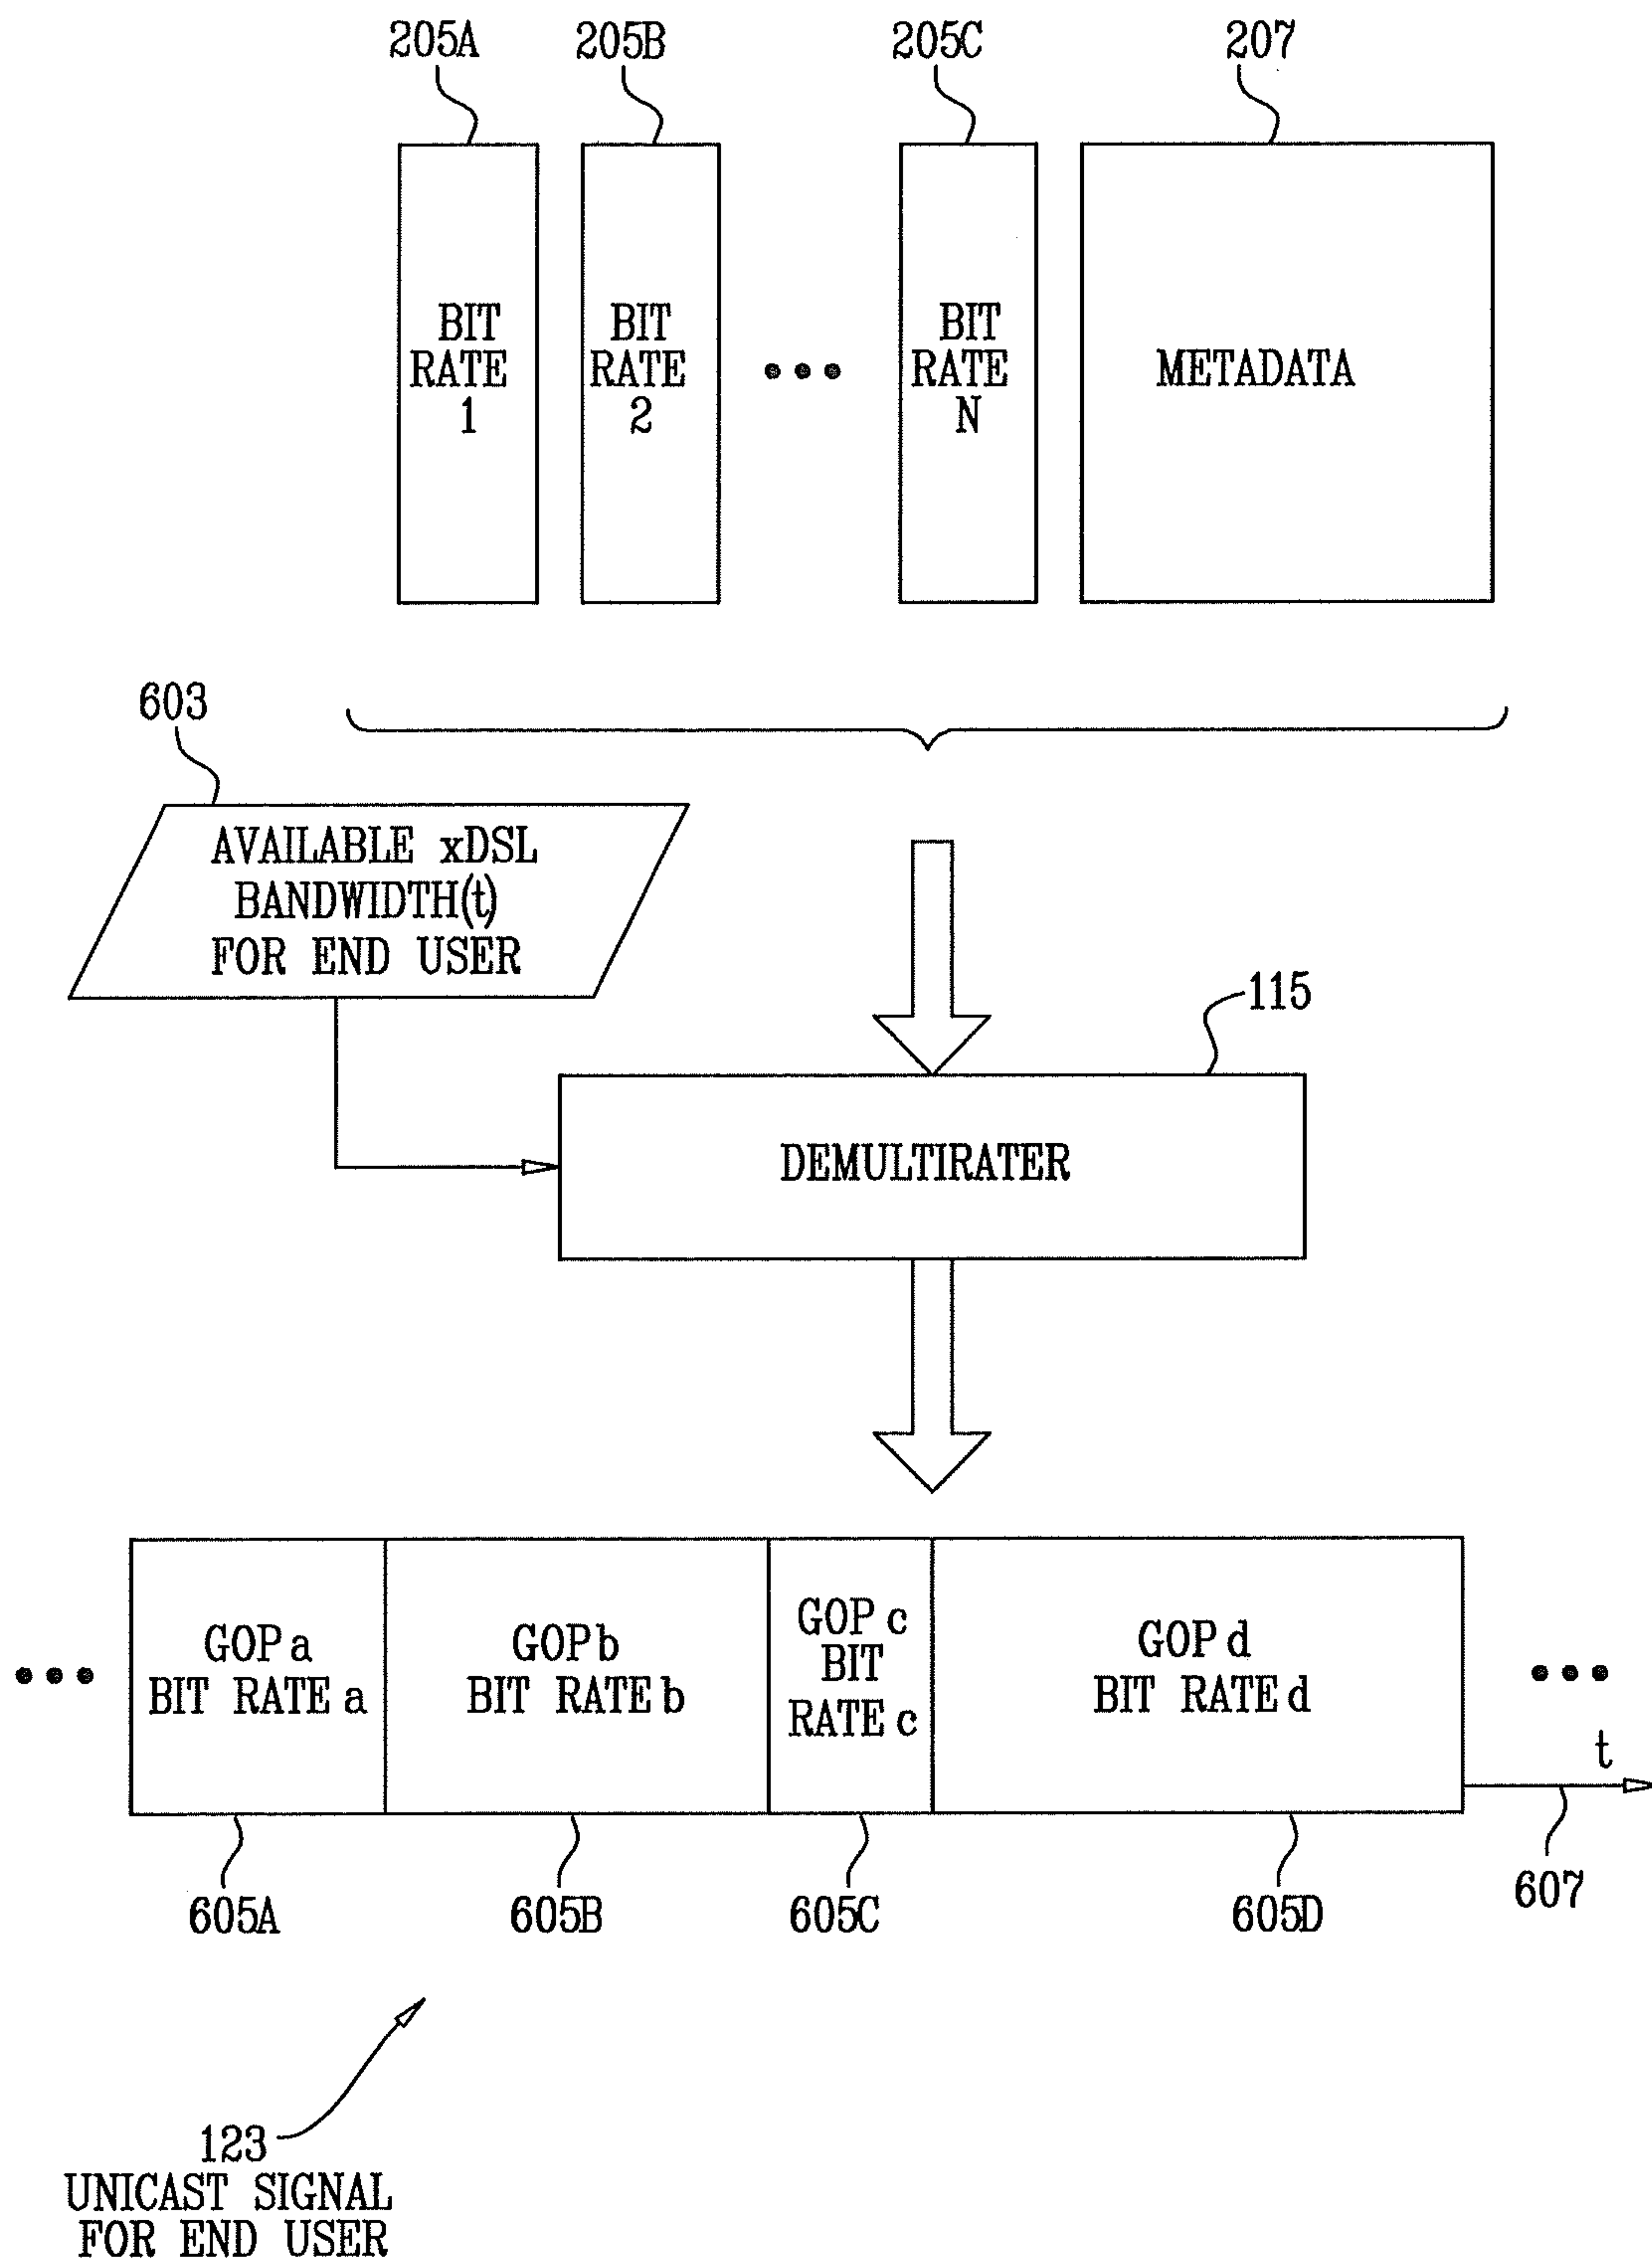 205A 205B 205C 207
BIT
RATE
1
BIT
RATE
2
BIT
RATE
N
METADATA
603
AVAILABLE xDSL
BANDWIDTH(t)
FOR END USER
115
DEMULTIRATER
GOP a
BIT RATE a
GOP b
BIT RATE b
GOP c
BIT
RATE c
GOP d
BIT RATE d
t
605A 605B 605C 605D 607
123
UNICAST SIGNAL
FOR END USER